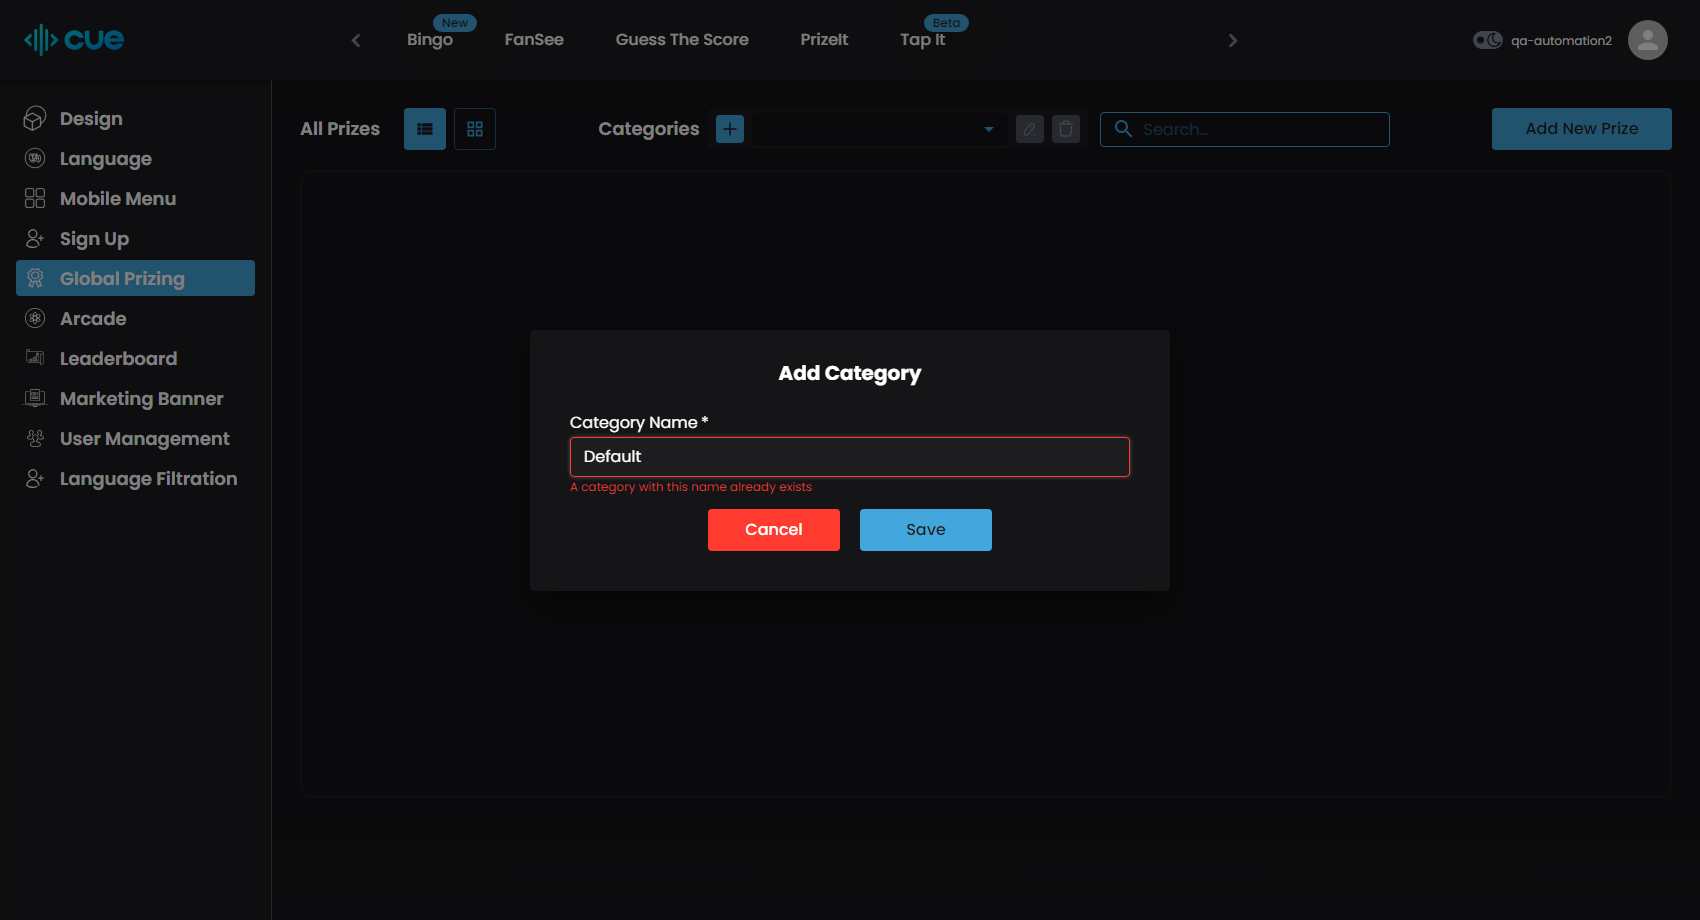 cue
Bingo
New
FanSee
Guess The Score
PrizeIt
Tap It
Beta
qa-automation2
Design
Language
Mobile Menu
Sign Up
Global Prizing
Arcade
Leaderboard
Marketing Banner
User Management
Language Filtration
All Prizes
Categories
Search...
Add New Prize
Add Category
Category Name *
Default
A category with this name already exists
Cancel
Save